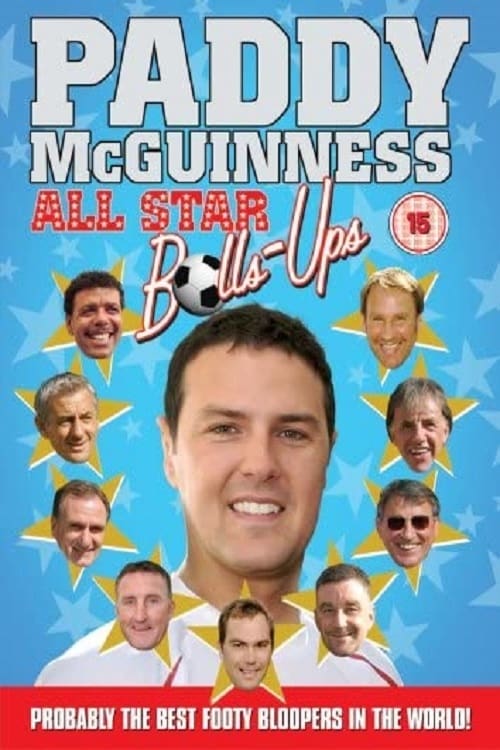 PADDY
McGUINNESS
ALL STAR
Balls-Ups
15
PROBABLY THE BEST FOOTY BLOOPERS IN THE WORLD!